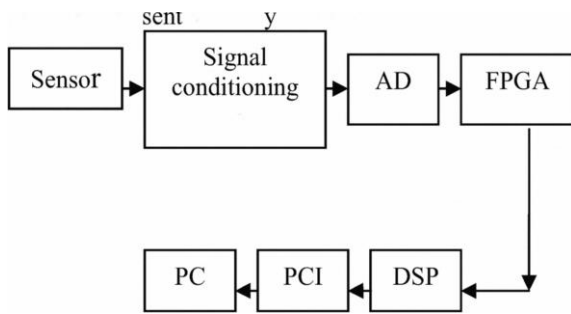 sent y
Sensor
Signal
conditioning
AD
FPGA
PC
PCI
DSP